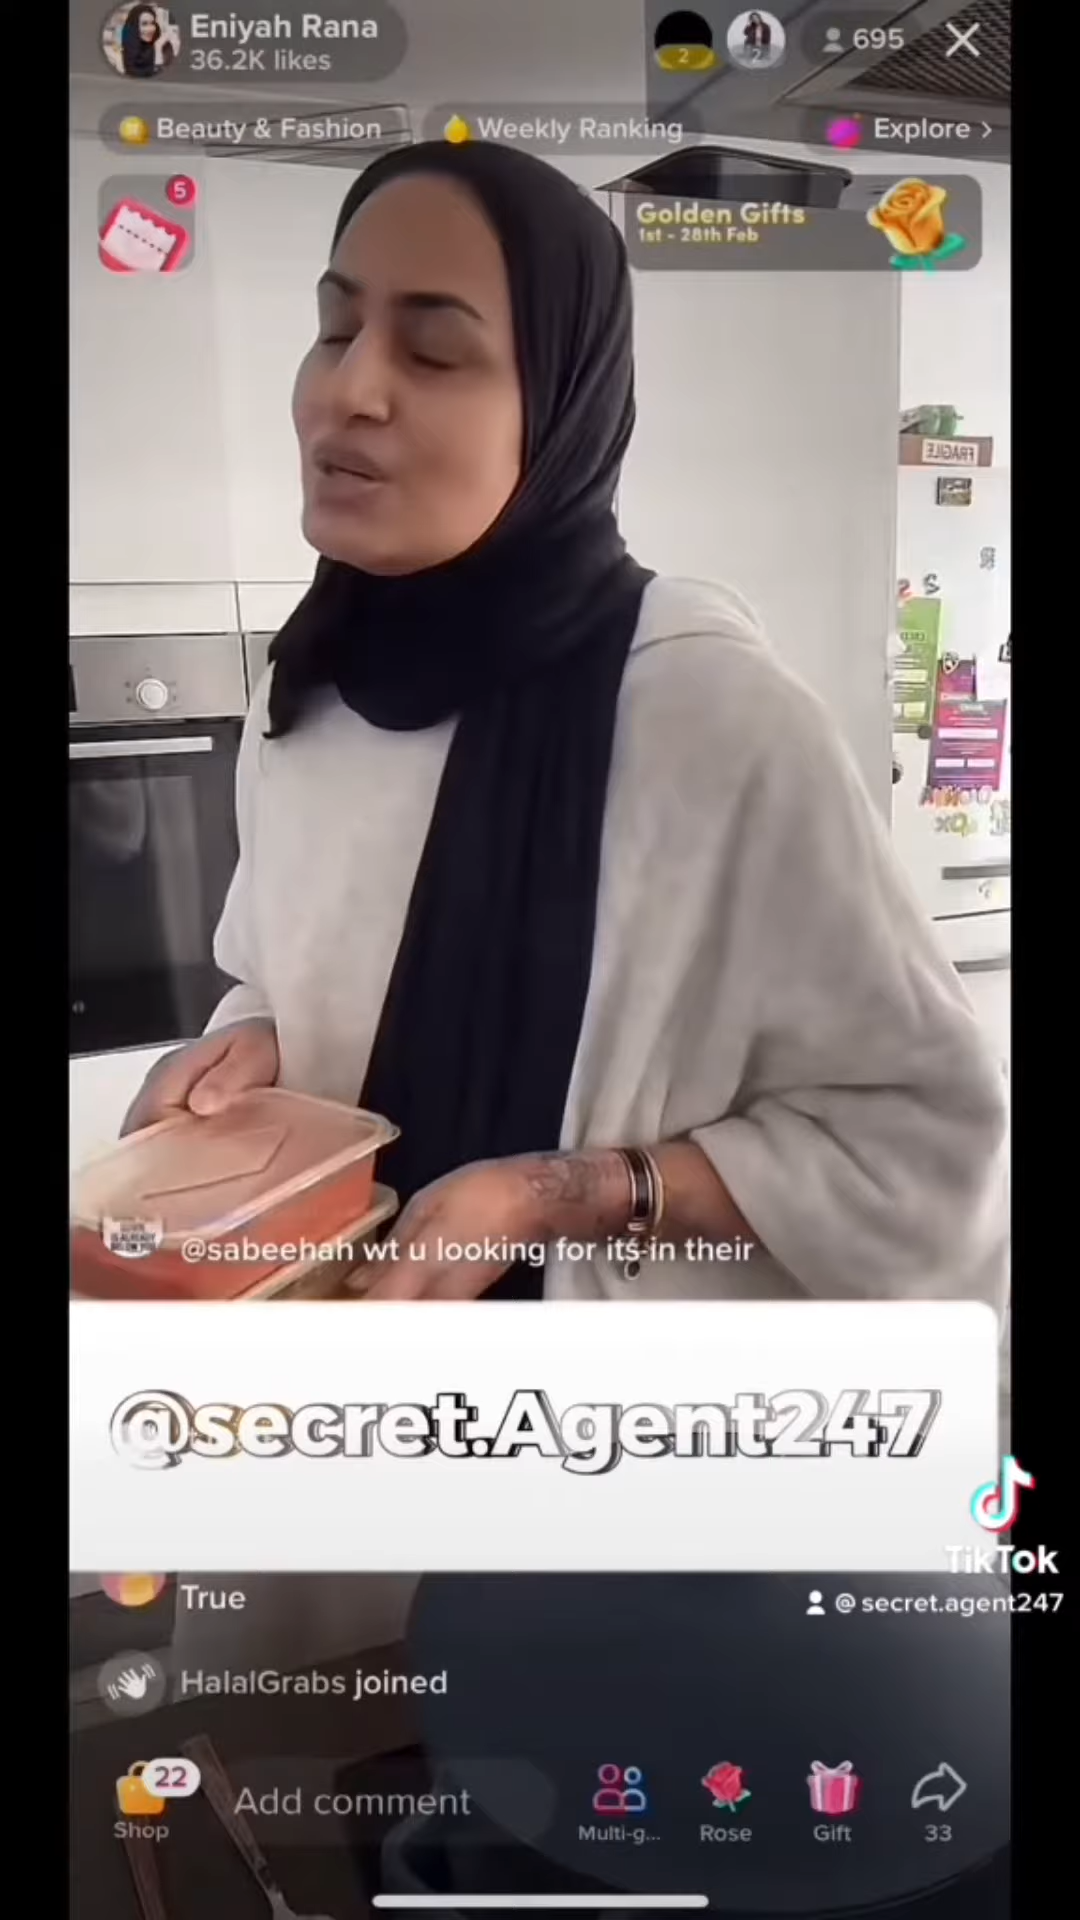 Eniyah Rana
36.2K likes
2
2
695
Beauty & Fashion
Weekly Ranking
Explore >
5
Golden Gifts
1st - 28th Feb
FRAGILE
@sabeehah wt u looking for its in their
@secret.Agent247
TikTok
@secret.agent247
True
HalalGrabs joined
22
Shop
Add comment
Multi-g...
Rose
Gift
33